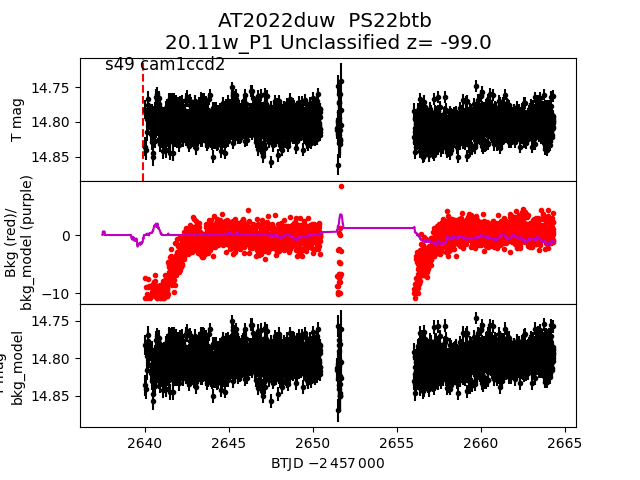 AT2022duw  PS22btb
20.11w_P1 Unclassified z= -99.0
s49 cam1ccd2
14.75
14.80
14.85
T mag
0
−10
Bkg (red)/
bkg_model (purple)
14.75
14.80
14.85
bkg_model
2640
2645
2650
2655
2660
2665
BTJD −2 457 000